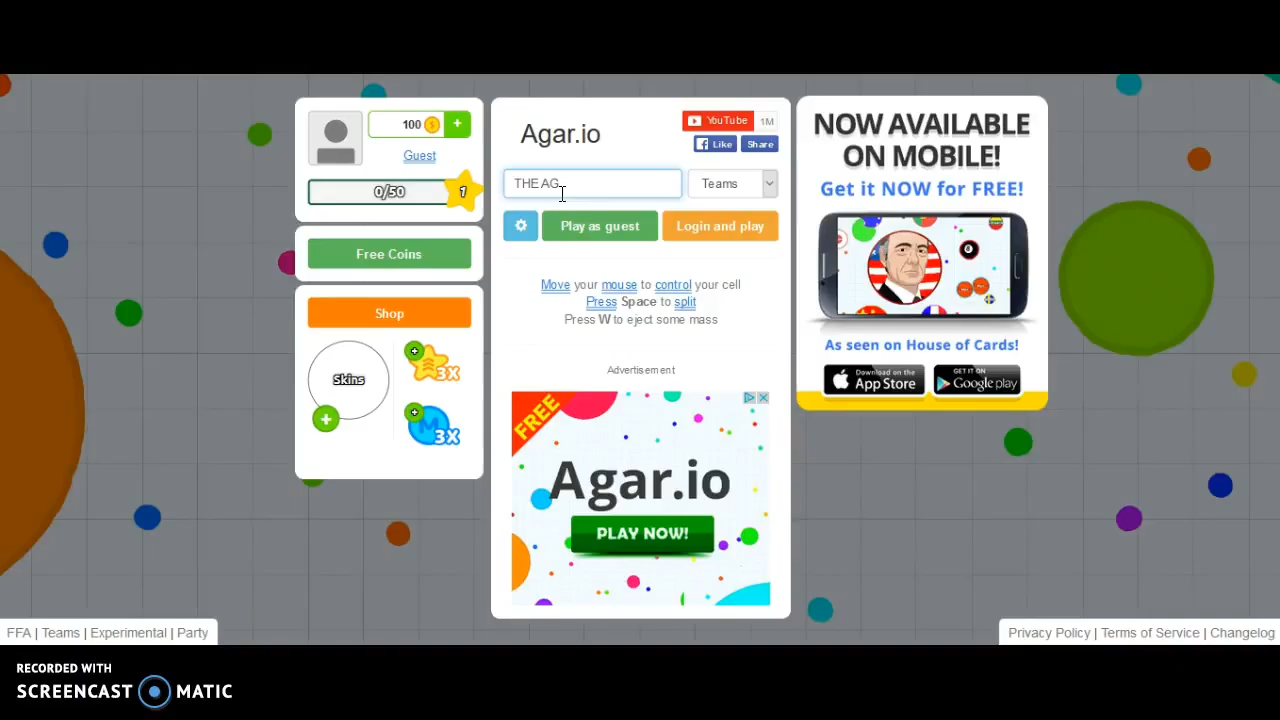 100
Guest
0/50
1
Free Coins
Shop
Skins
3X
M
3X
Agar.io
YouTube
1M
Like
Share
THE AG
Teams
Play as guest
Login and play
Move your mouse to control your cell
Press Space to split
Press W to eject some mass
Advertisement
FREE
Agar.io
PLAY NOW!
NOW AVAILABLE
ON MOBILE!
Get it NOW for FREE!
8
As seen on House of Cards!
Download on the
App Store
GET IT ON
Google play
FFA | Teams | Experimental | Party
Privacy Policy | Terms of Service | Changelog
RECORDED WITH
SCREENCAST MATIC